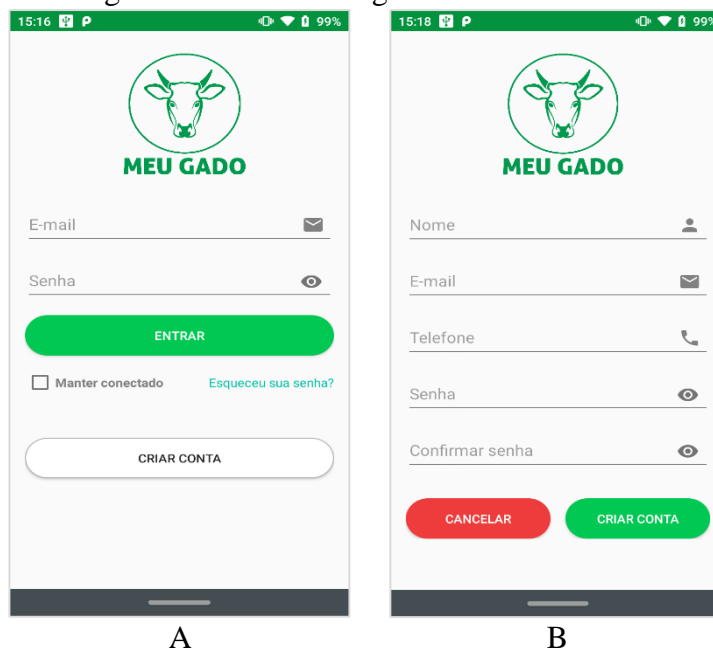 15:16 99%
MEU GADO
E-mail
Senha
ENTRAR
Manter conectado Esqueceu sua senha?
CRIAR CONTA
A
15:18 99%
MEU GADO
Nome
E-mail
Telefone
Senha
Confirmar senha
CANCELAR CRIAR CONTA
B